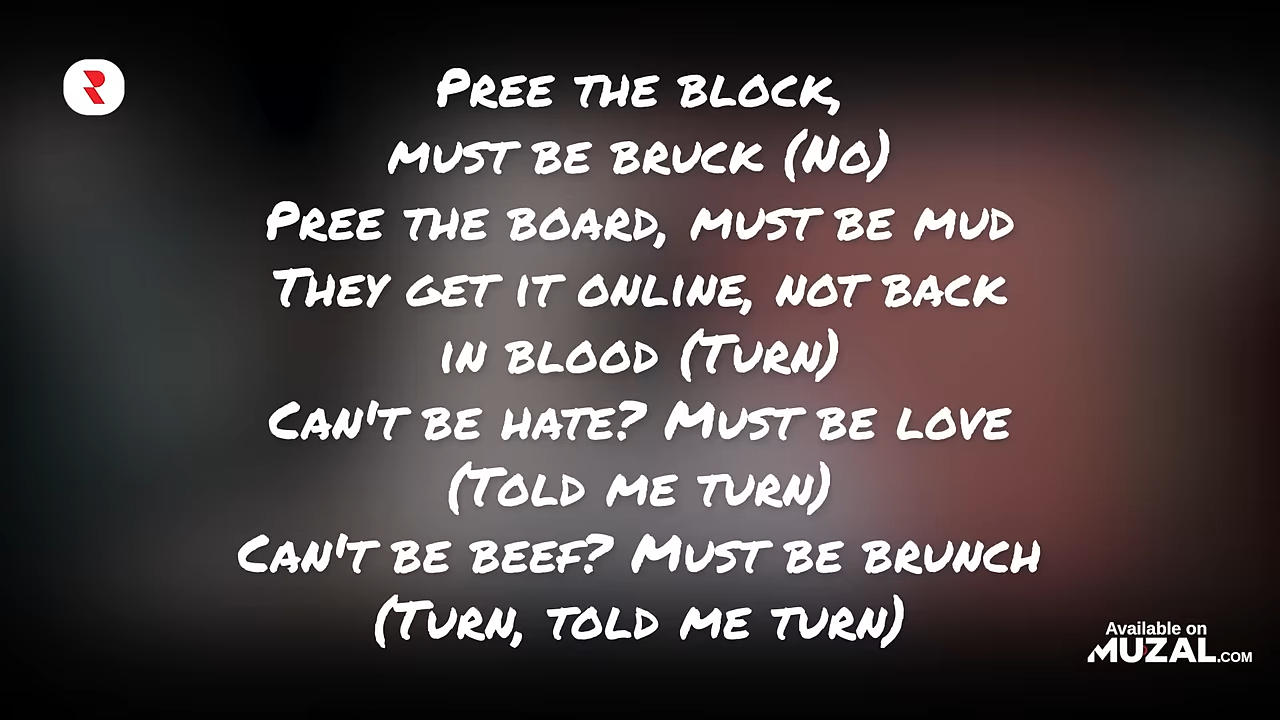 Pree the block,
must be bruck (No)
Pree the board, must be mud
They get it online, not back
in blood (Turn)
Can't be hate? Must be love
(Told me turn)
Can't be beef? Must be brunch
(Turn, told me turn)
Available on
MUZAL.COM